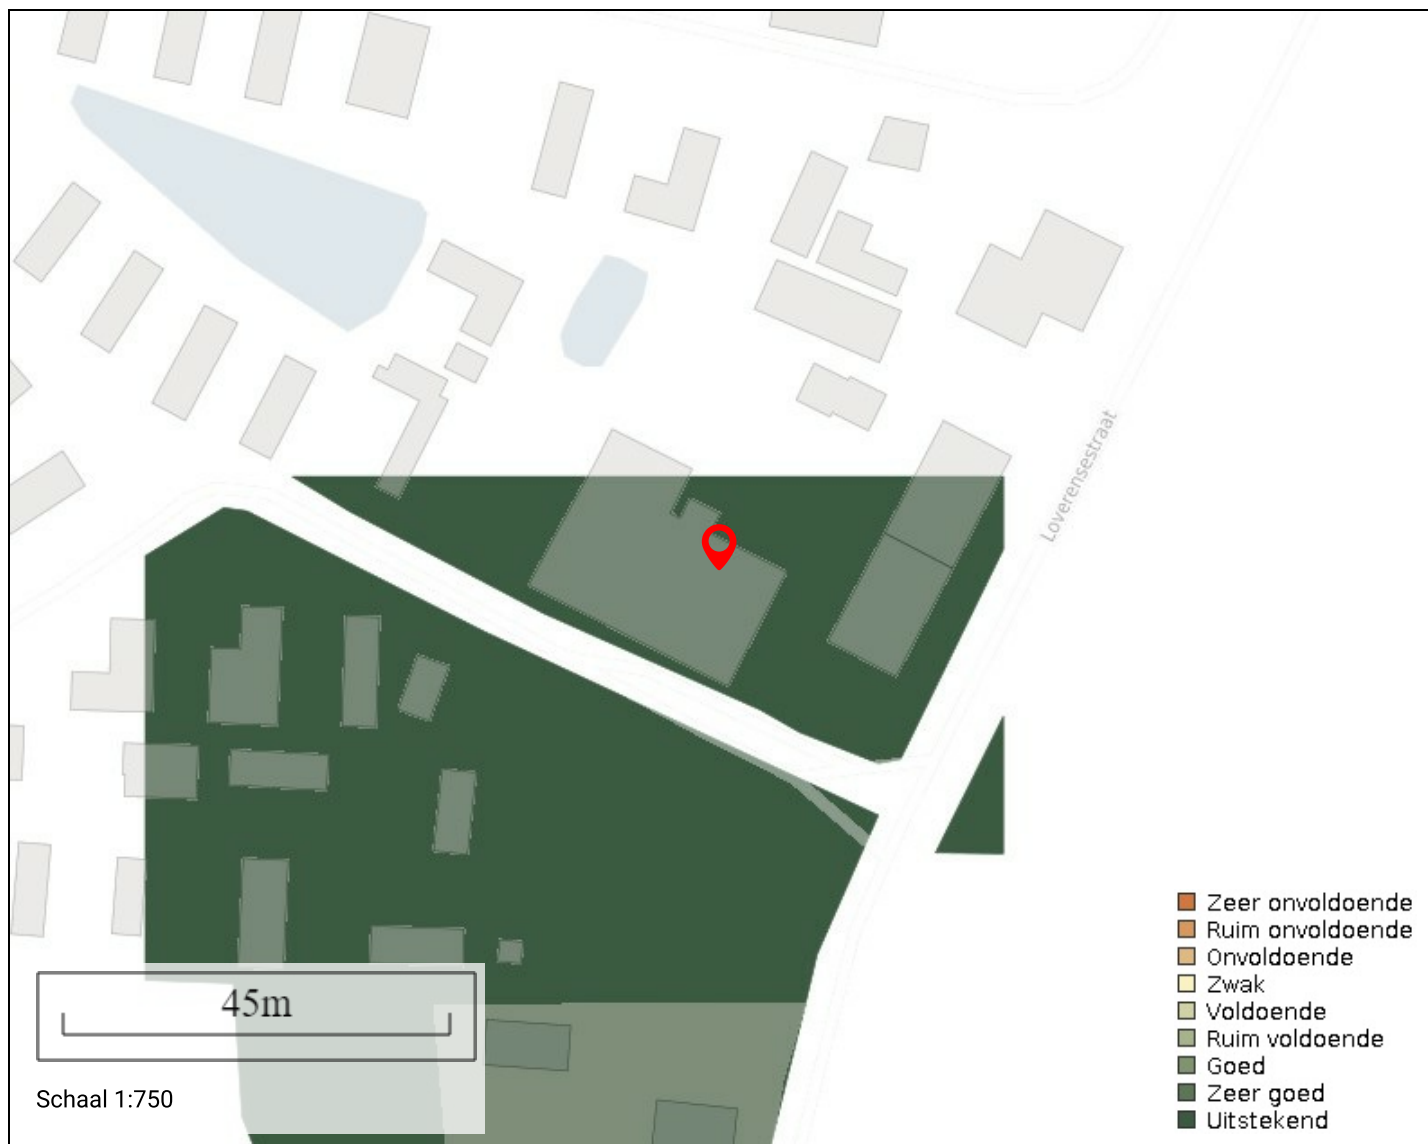 Loverensestraat
Zeer onvoldoende
Ruim onvoldoende
Onvoldoende
Zwak
Voldoende
Ruim voldoende
Goed
Zeer goed
Uitstekend
45m
Schaal 1:750